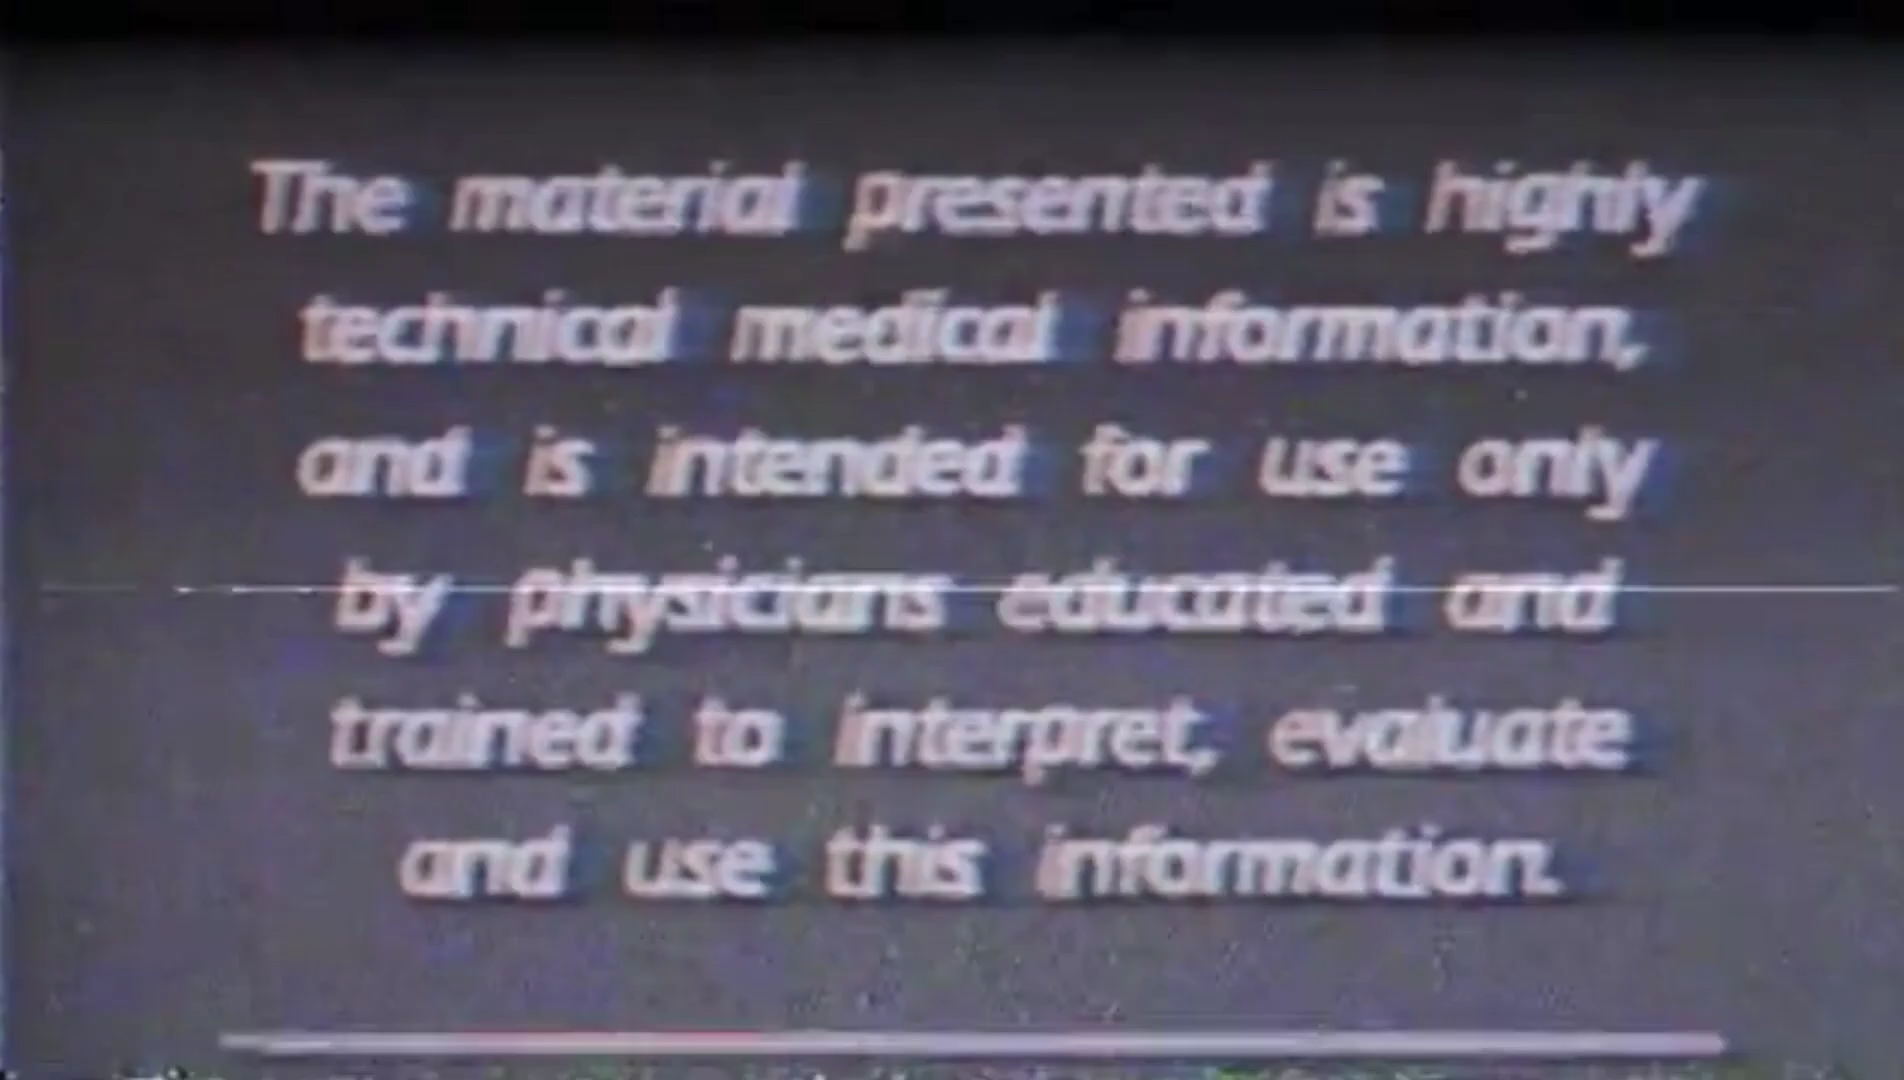 The material presented is highly
technical medical information,
and is intended for use only
by physicians educated and
trained to interpret, evaluate
and use this information.